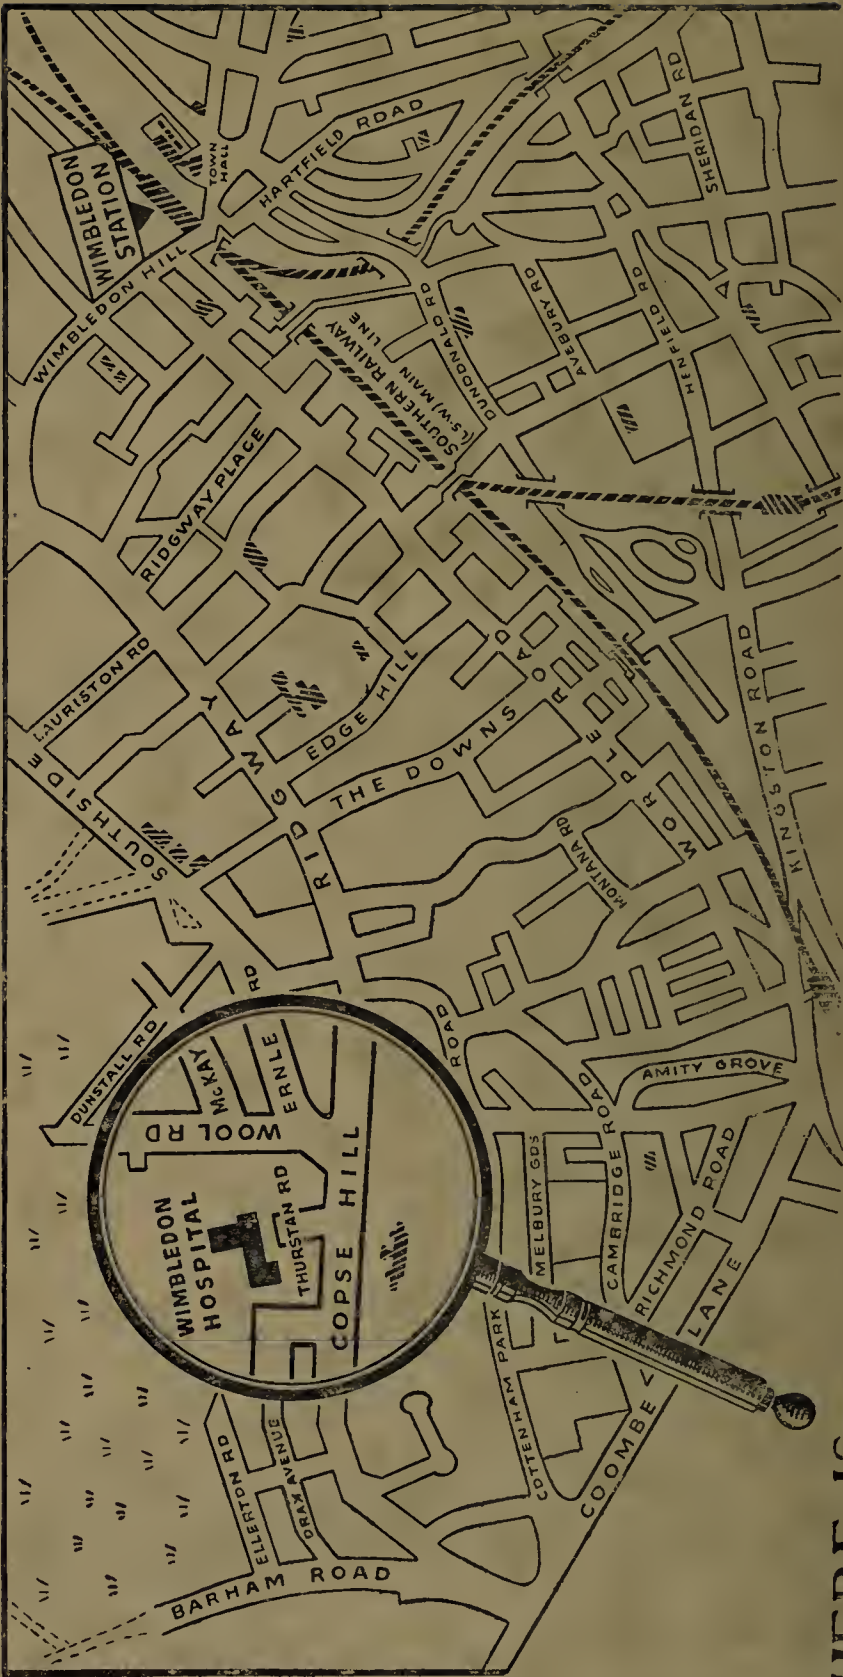 WIMBLEDON
STATION
TOWN
HALL
HARTFIELD ROAD
SHERIDAN RD
WIMBLEDON HILL
SOUTHERN RAILWAY
(L.S.W) MAIN LINE
DUNDONALD RD
AVEBURY RD
HENFIELD RD
RIDGWAY PLACE
LAURISTON RD
SOUTHSIDE
RIDGWAY
EDGE HILL
THE DOWNS
WORPLE ROAD
KINGSTON ROAD
MONTANA RD
RD
DUNSTALL RD
McKAY
ERNLE
WOOL RD
ROAD
AMITY GROVE
WIMBLEDON
HOSPITAL
THURSTAN RD
COPSE HILL
MELBURY GDS
CAMBRIDGE ROAD
RICHMOND ROAD
COTTENHAM PARK
COOMBE LANE
ELLERTON RD
DRAX AVENUE
BARHAM ROAD